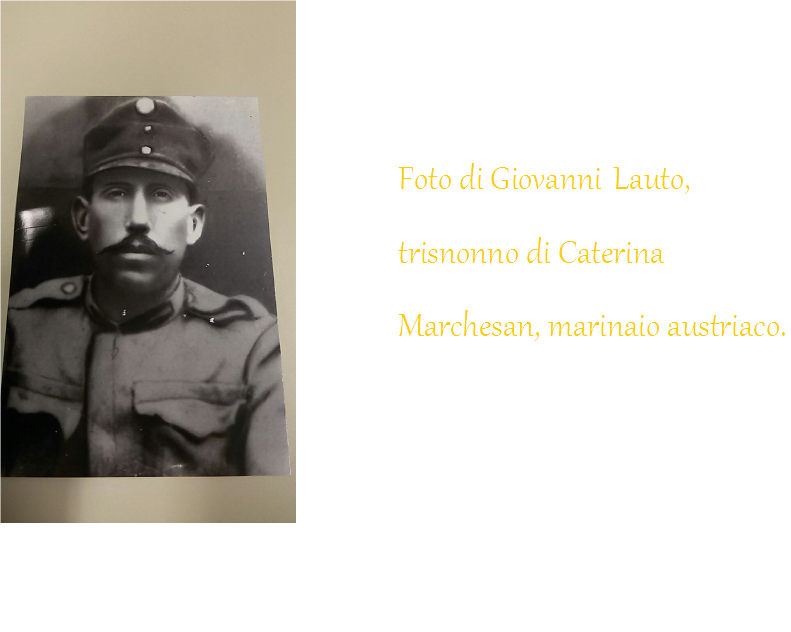 Foto di Giovanni Lauto,
trisnonno di Caterina
Marchesan, marinaio austriaco.